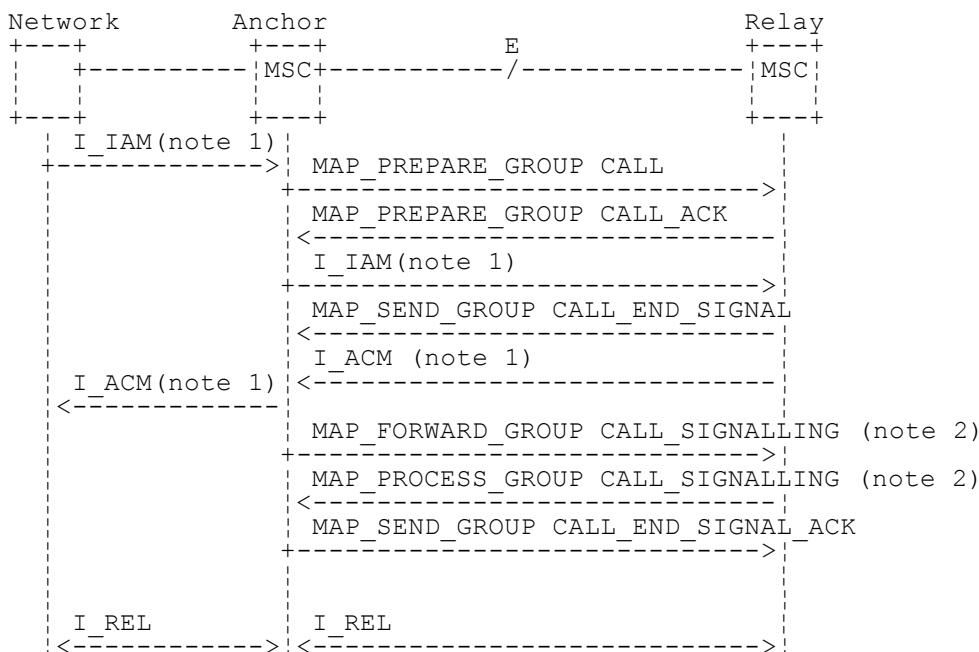 Network Anchor Relay
E
MSC MSC
I_IAM(note 1)
MAP_PREPARE_GROUP CALL
MAP_PREPARE_GROUP CALL_ACK
I_IAM(note 1)
MAP_SEND_GROUP CALL_END_SIGNAL
I_ACM (note 1)
I_ACM(note 1)
MAP_FORWARD_GROUP CALL_SIGNALLING (note 2)
MAP_PROCESS_GROUP CALL_SIGNALLING (note 2)
MAP_SEND_GROUP CALL_END_SIGNAL_ACK
I_REL I_REL